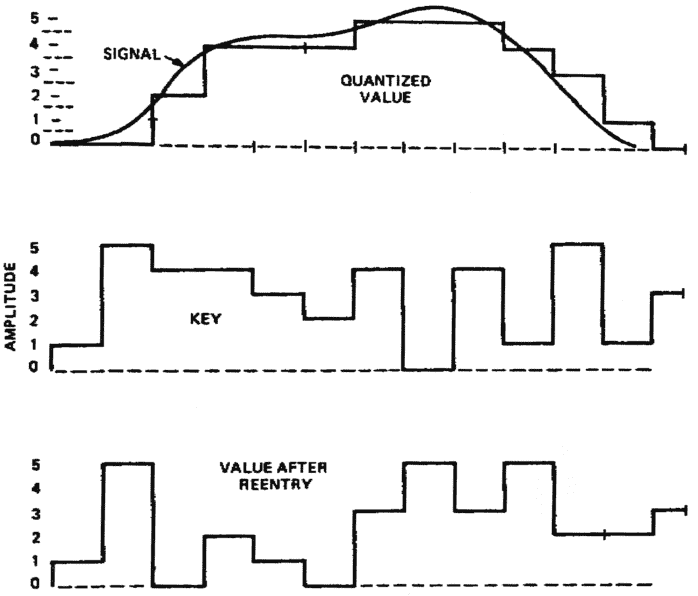 5
4
3
2
1
0
SIGNAL
QUANTIZED
VALUE
AMPLITUDE
5
4
3
2
1
0
KEY
5
4
3
2
1
0
VALUE AFTER
REENTRY